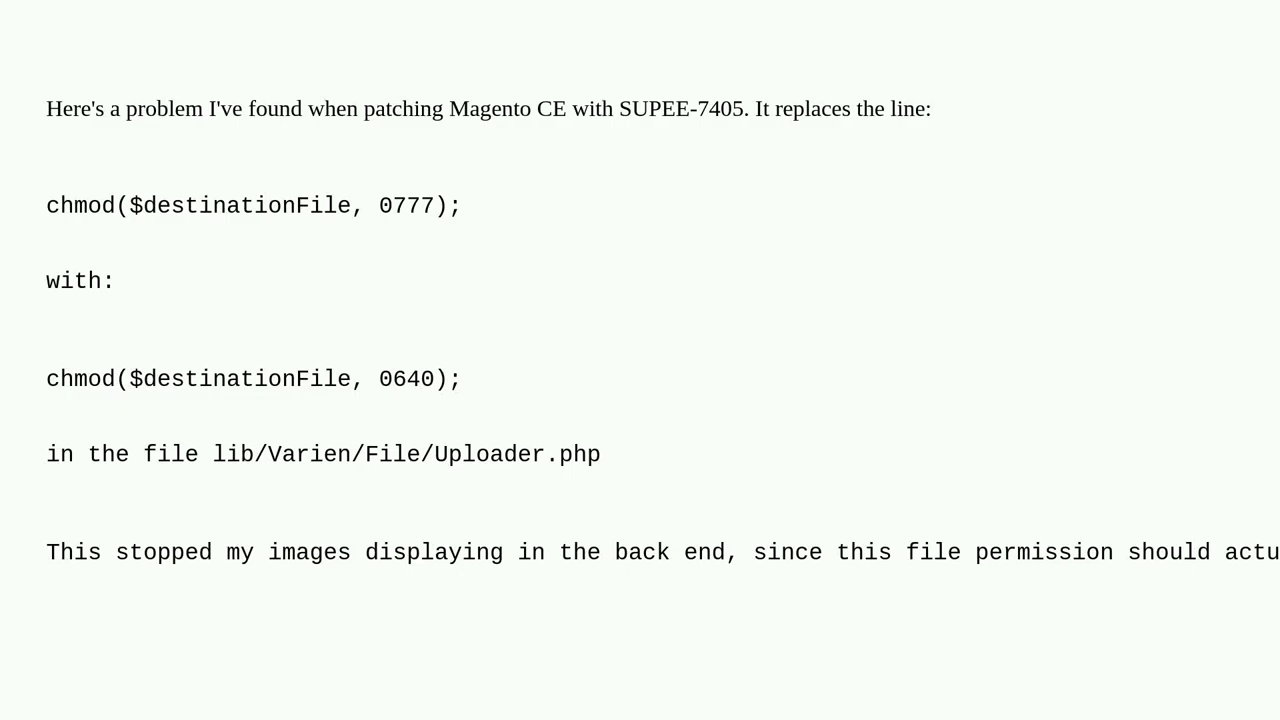 Here's a problem I've found when patching Magento CE with SUPEE-7405. It replaces the line:
chmod($destinationFile, 0777);
with:
chmod($destinationFile, 0640);
in the file lib/Varien/File/Uploader.php
This stopped my images displaying in the back end, since this file permission should